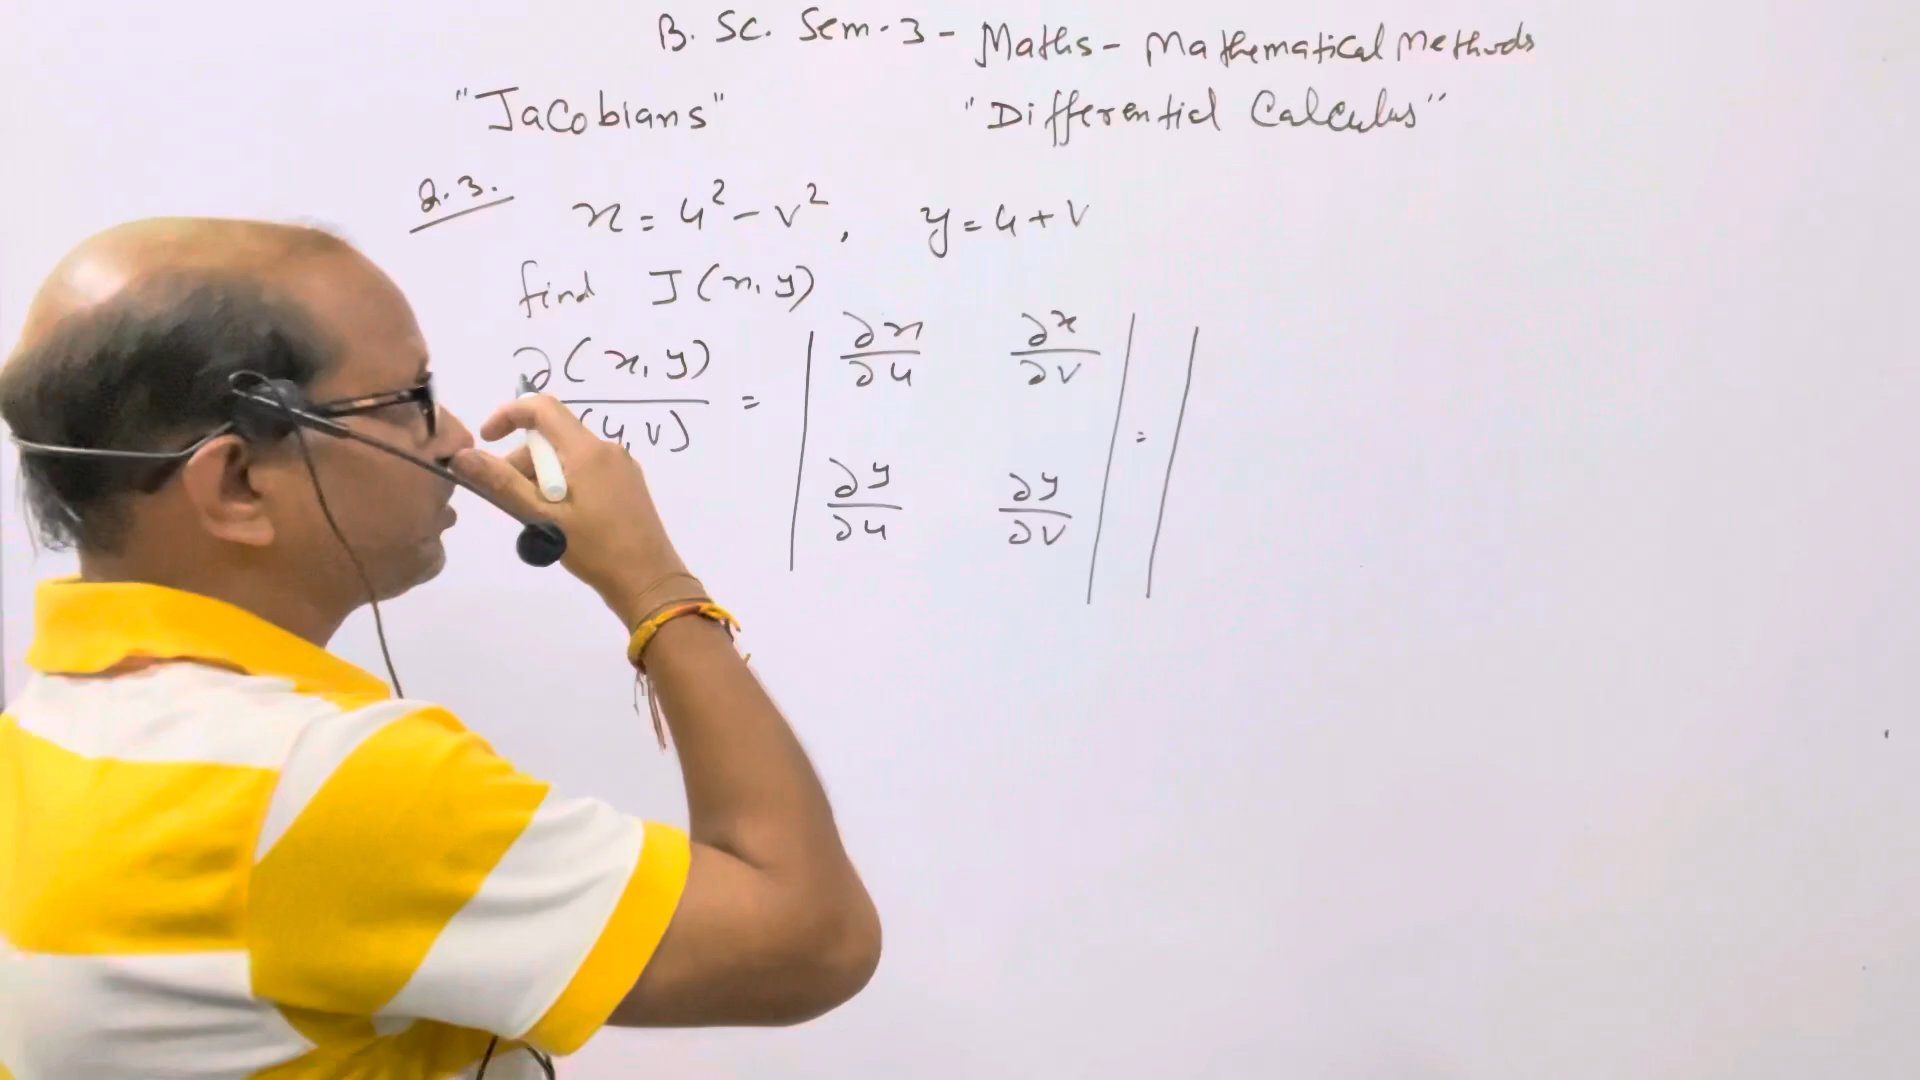 B. Sc. Sem. 3 - Maths - Mathematical Methods
"Jacobians" "Differential Calculus"
Q.3. x = u² - v², y = u + v
find J(x, y)
∂(x, y) / (u, v) = | ∂x/∂u ∂x/∂v | = |
∂y/∂u ∂y/∂v